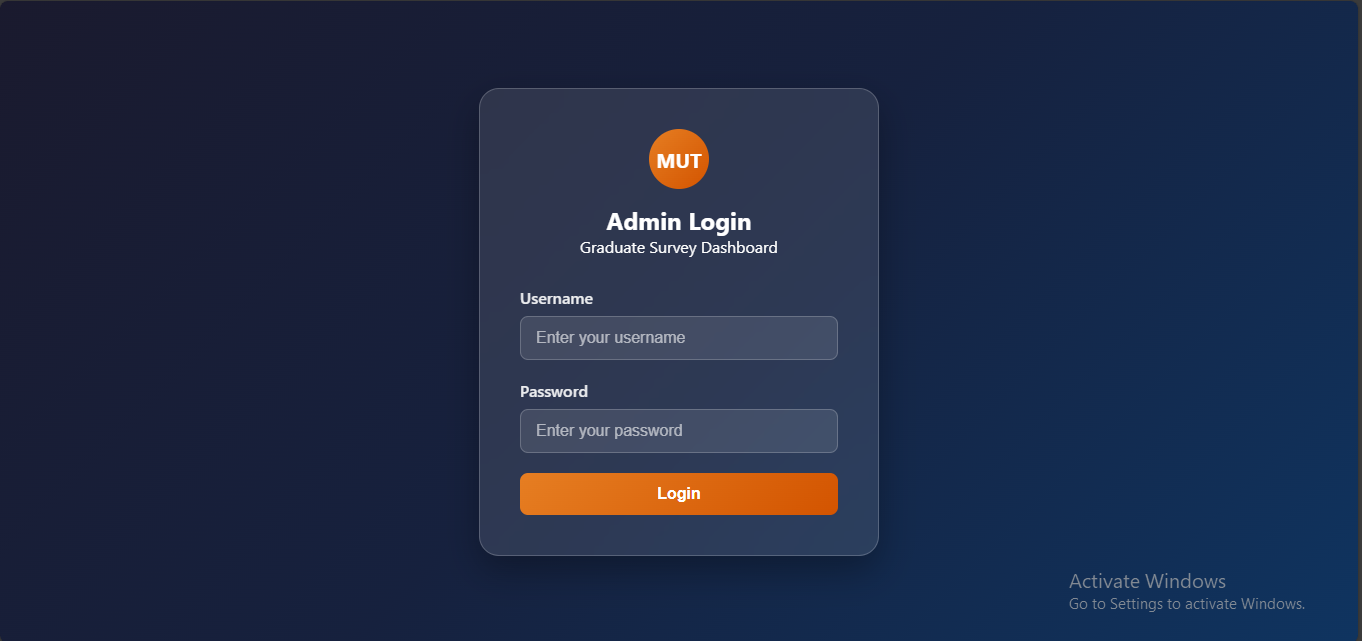 MUT
Admin Login
Graduate Survey Dashboard
Username
Enter your username
Password
Enter your password
Login
Activate Windows
Go to Settings to activate Windows.